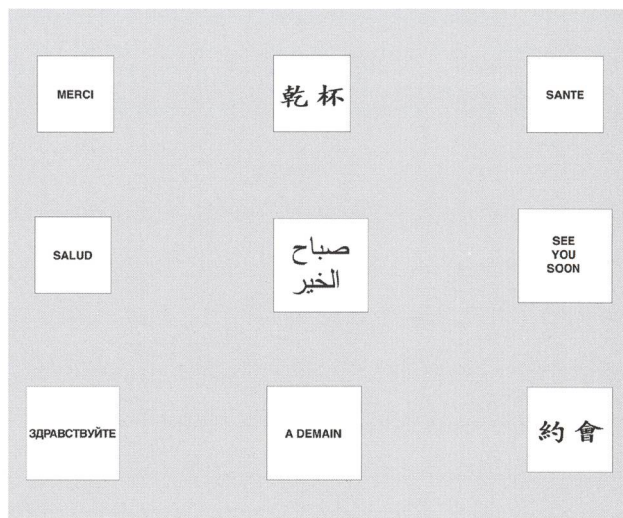 MERCI
乾杯
SANTE
SALUD
صباح
الخير
SEE
YOU
SOON
ЗДРАВСТВУЙТЕ
A DEMAIN
約會